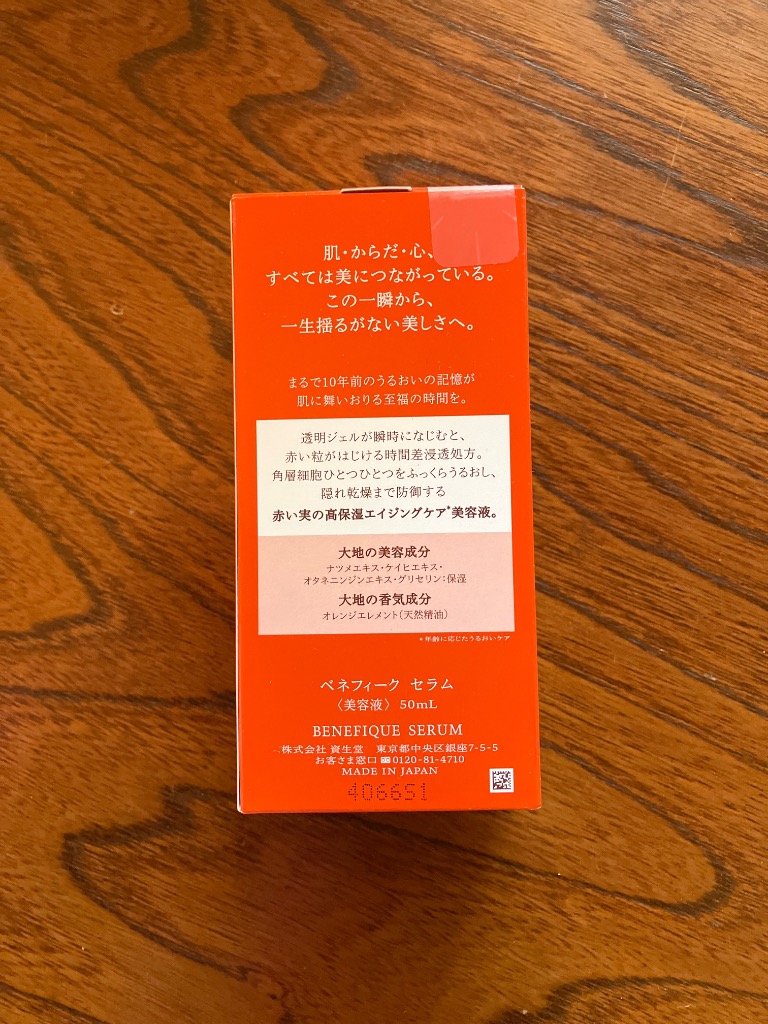 肌・からだ・心、
すべては美につながっている。
この一瞬から、
一生揺るがない美しさへ。
まるで10年前のうるおいの記憶が
肌に舞いおりる至福の時間を。
透明ジェルが瞬時になじむと、
赤い粒がはじける時間差浸透処方。
角層細胞ひとつひとつをふっくらうるおし、
隠れ乾燥まで防御する
赤い実の高保湿エイジングケア*美容液。
大地の美容成分
ナツメエキス・ケイヒエキス・
オタネニンジンエキス・グリセリン:保湿
大地の香気成分
オレンジエレメント(天然精油)
*年齢に応じたうるおいケア
ベネフィーク セラム
〈美容液〉50mL
BENEFIQUE SERUM
株式会社 資生堂 東京都中央区銀座7-5-5
お客さま窓口 0120-81-4710
MADE IN JAPAN
4066S1